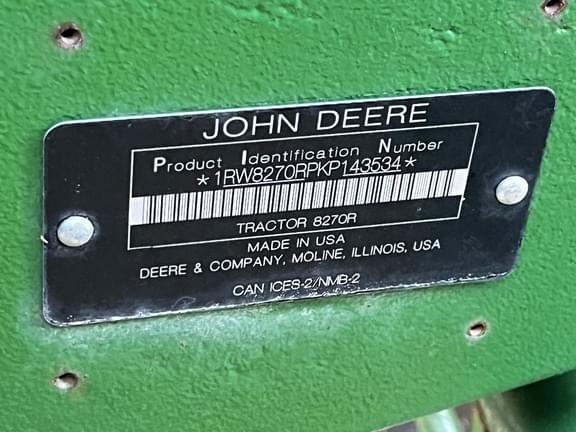 JOHN DEERE
Product Identification Number
*1RW8270RPKP143534*
TRACTOR 8270R
MADE IN USA
DEERE & COMPANY, MOLINE, ILLINOIS, USA
CAN ICES-2/NMB-2